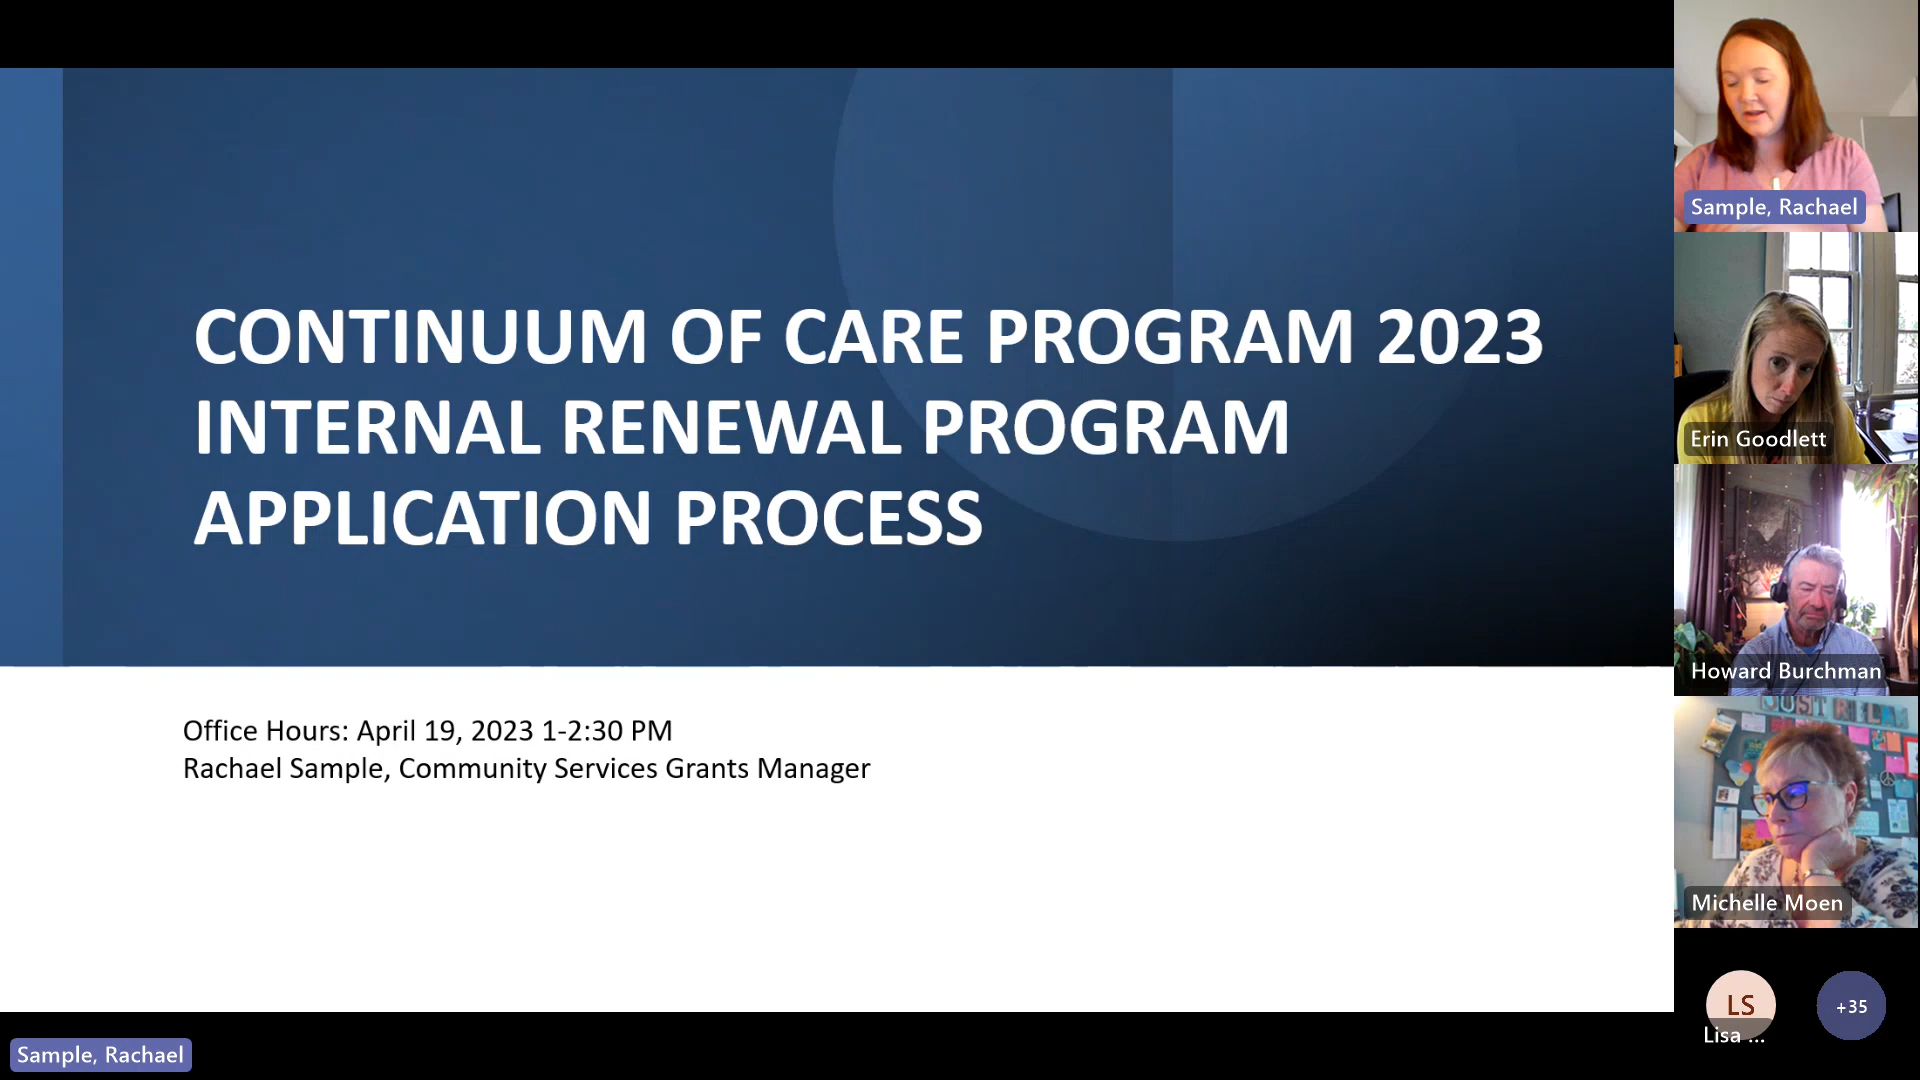 CONTINUUM OF CARE PROGRAM 2023
INTERNAL RENEWAL PROGRAM
APPLICATION PROCESS
Office Hours: April 19, 2023 1-2:30 PM
Rachael Sample, Community Services Grants Manager
Sample, Rachael
Sample, Rachael
Erin Goodlett
Howard Burchman
JUST RELAX
Michelle Moen
LS
Lisa ...
+35